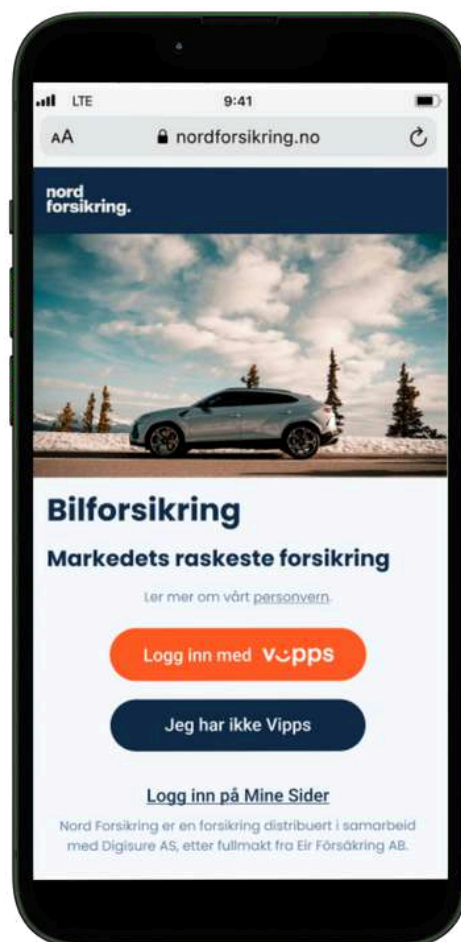 LTE
9:41
AA
nordforsikring.no
nord
forsikring.
Bilforsikring
Markedets raskeste forsikring
Ler mer om vårt personvern.
Logg inn med vipps
Jeg har ikke Vipps
Logg inn på Mine Sider
Nord Forsikring er en forsikring distribuert i samarbeid
med Digisure AS, etter fullmakt fra Eir Försäkring AB.